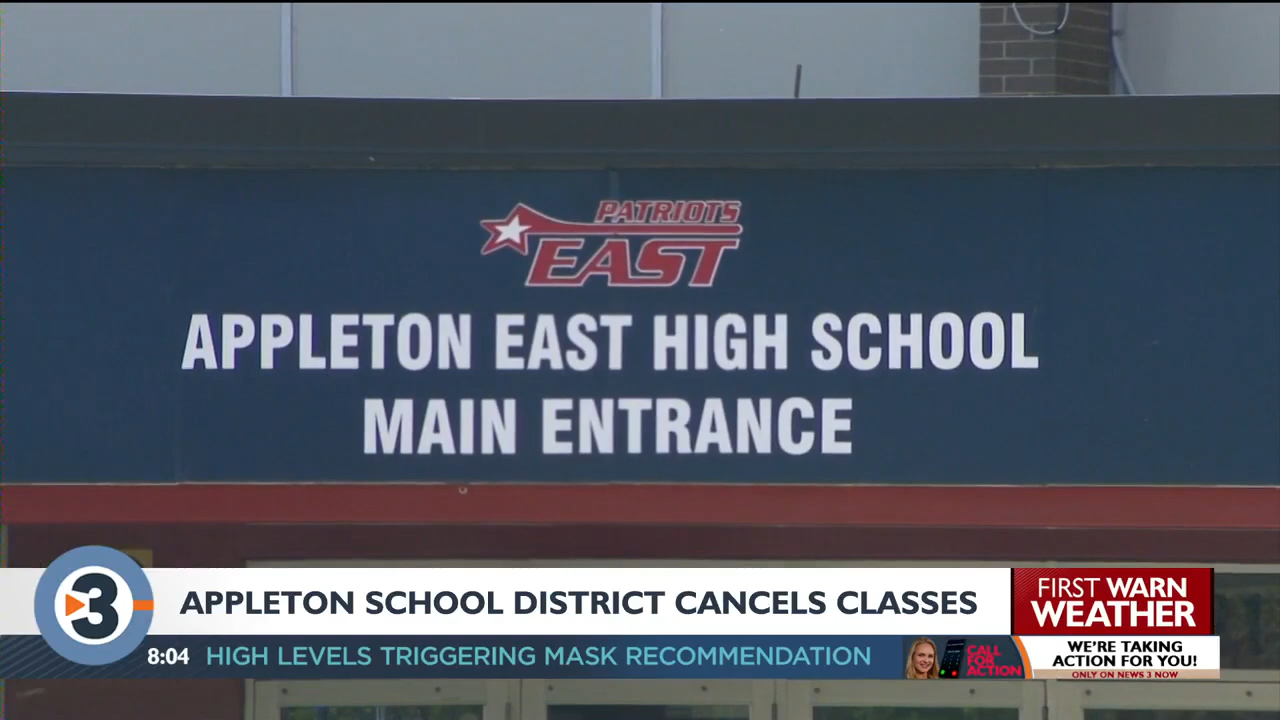 PATRIOTS
EAST
APPLETON EAST HIGH SCHOOL
MAIN ENTRANCE
3
APPLETON SCHOOL DISTRICT CANCELS CLASSES
FIRST WARN
WEATHER
8:04
HIGH LEVELS TRIGGERING MASK RECOMMENDATION
CALL
FOR
ACTION
WE'RE TAKING
ACTION FOR YOU!
ONLY ON NEWS 3 NOW